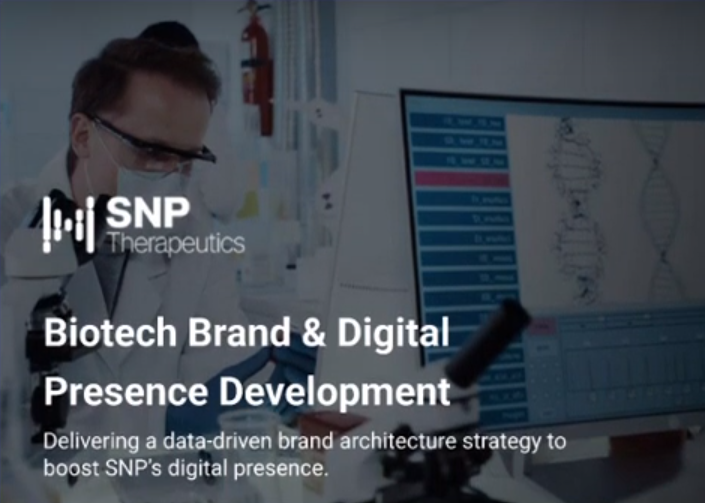 SNP
Therapeutics
Biotech Brand & Digital
Presence Development
Delivering a data-driven brand architecture strategy to
boost SNP's digital presence.